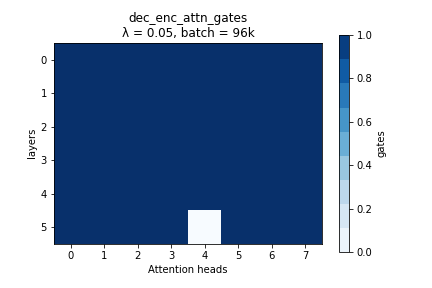 dec_enc_attn_gates
λ = 0.05, batch = 96k
layers
0
1
2
3
4
5
0 1 2 3 4 5 6 7
Attention heads
1.0
0.8
0.6
0.4
0.2
0.0
gates